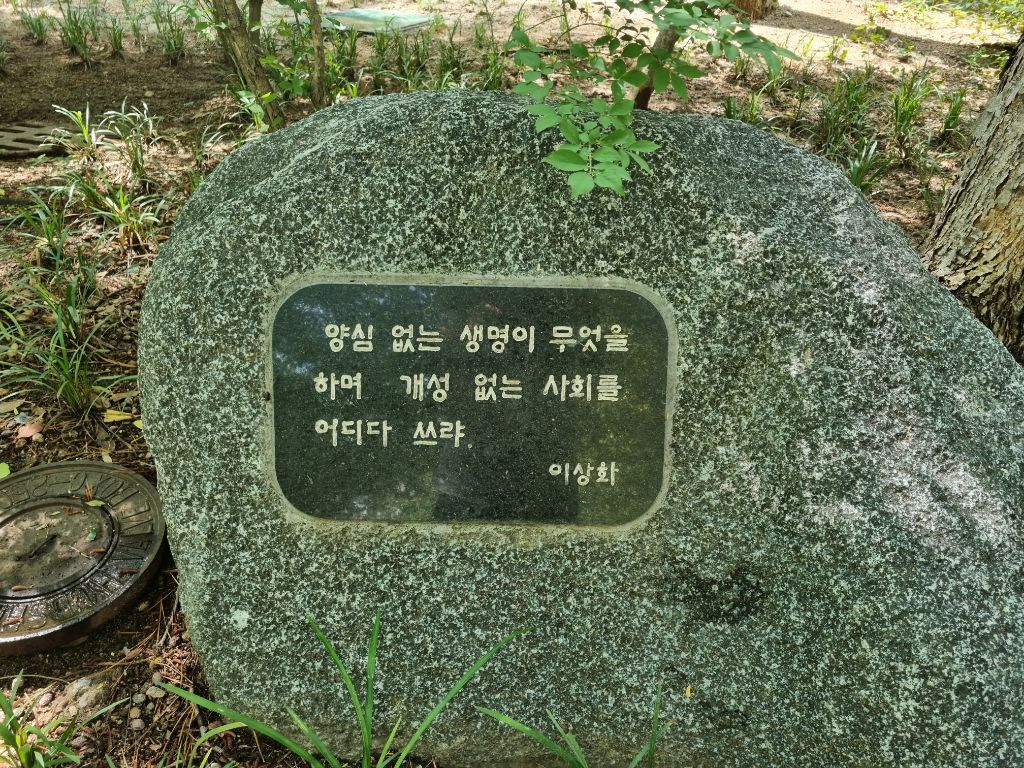 양심 없는 생명이 무엇을
하며 개성 없는 사회를
어디다 쓰랴.
이상화